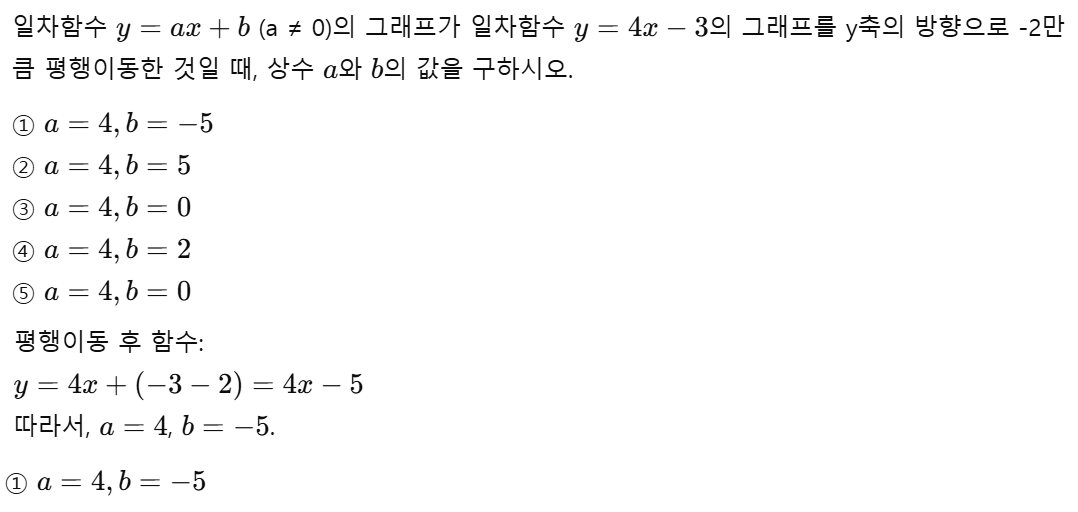 일차함수 y = ax + b (a ≠ 0)의 그래프가 일차함수 y = 4x − 3의 그래프를 y축의 방향으로 -2만
큼 평행이동한 것일 때, 상수 a와 b의 값을 구하시오.
① a = 4, b = −5
② a = 4, b = 5
③ a = 4, b = 0
④ a = 4, b = 2
⑤ a = 4, b = 0
평행이동 후 함수:
y = 4x + (−3 − 2) = 4x − 5
따라서, a = 4, b = −5.
① a = 4, b = −5